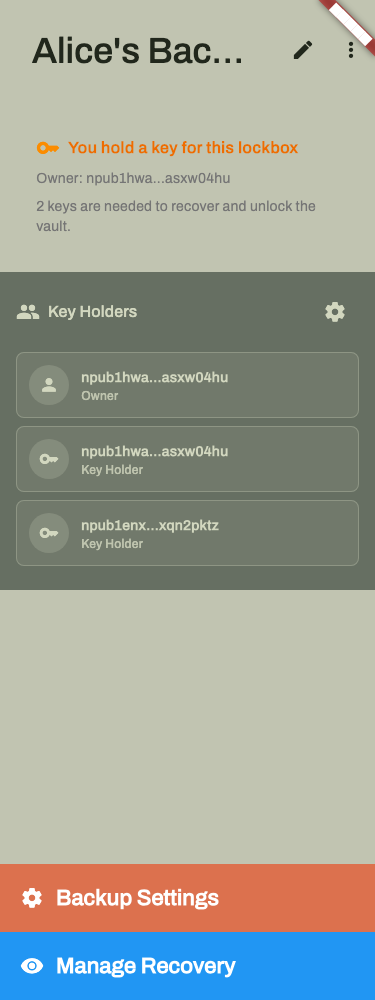 Alice's Bac...
You hold a key for this lockbox
Owner: npub1hwa...asxw04hu
2 keys are needed to recover and unlock the
vault.
Key Holders
npub1hwa...asxw04hu
Owner
npub1hwa...asxw04hu
Key Holder
npub1enx...xqn2pktz
Key Holder
Backup Settings
Manage Recovery